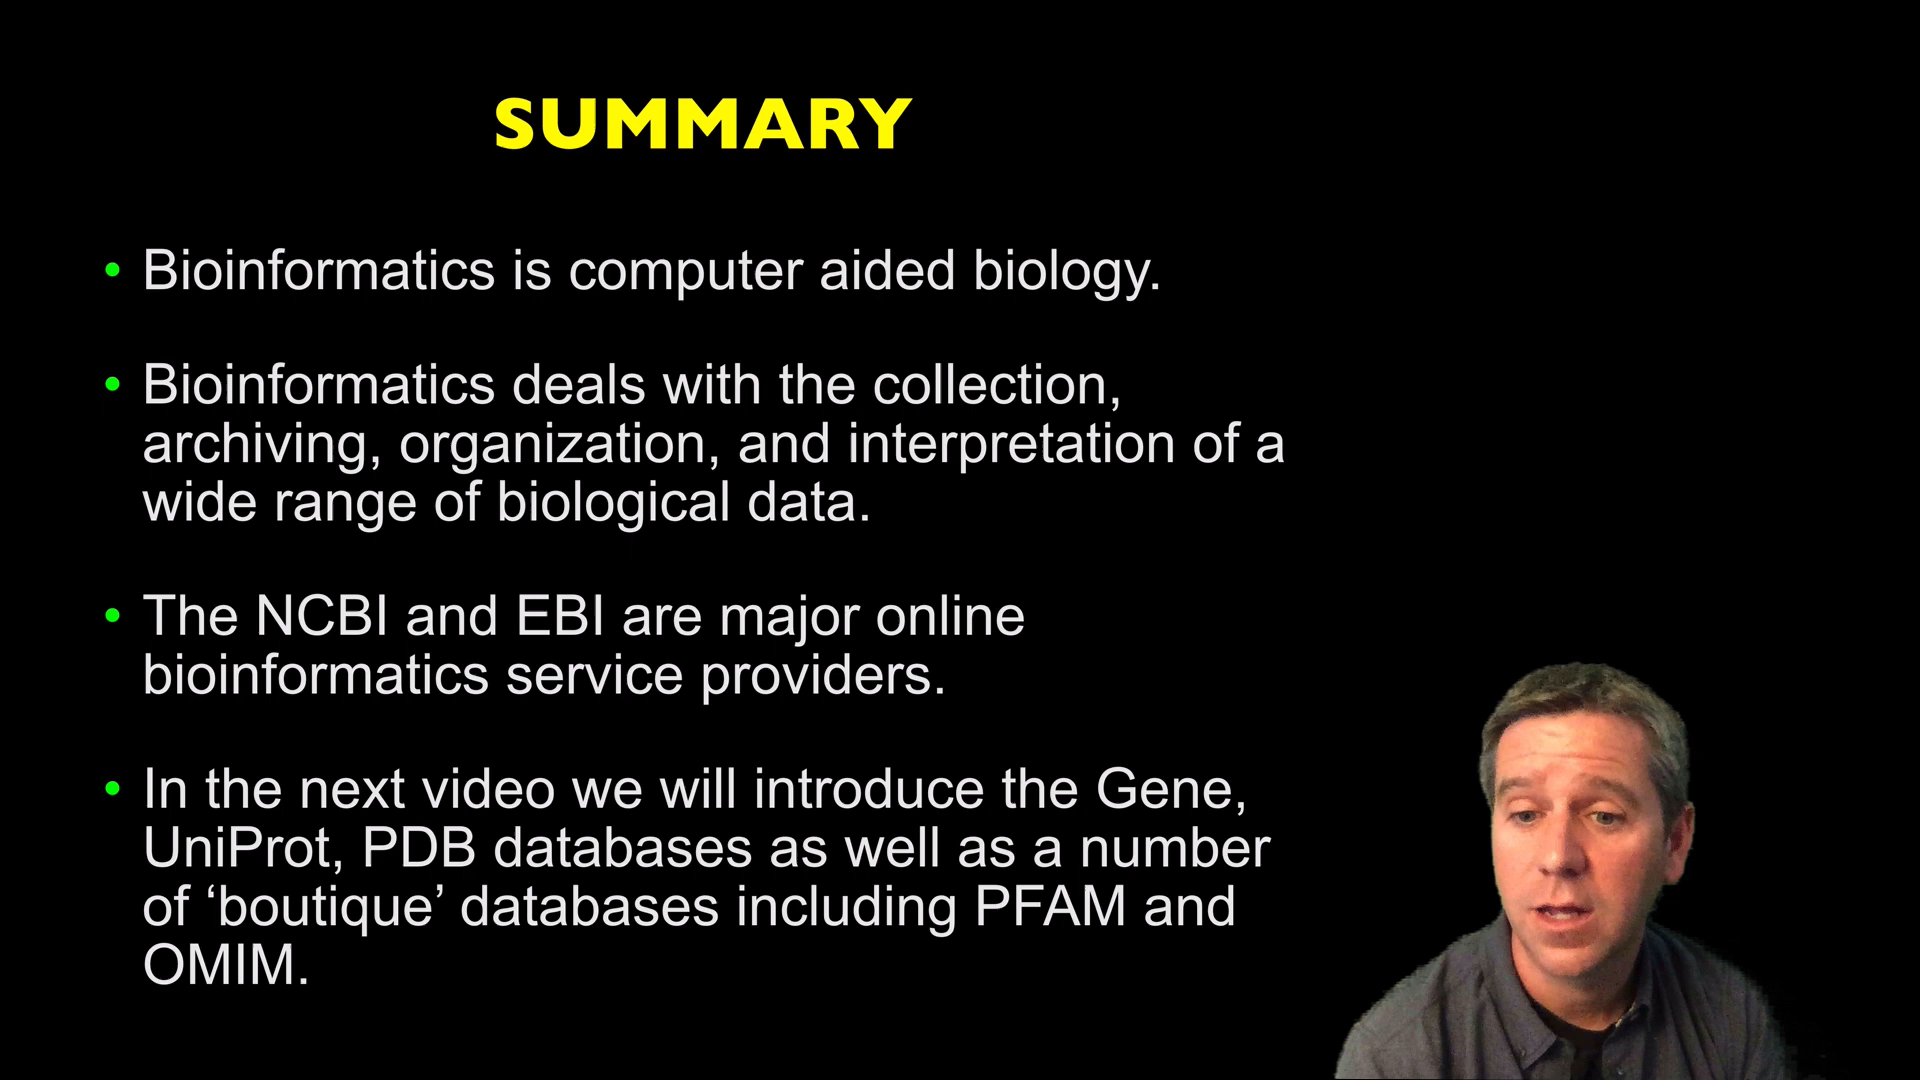 SUMMARY
• Bioinformatics is computer aided biology.
• Bioinformatics deals with the collection,
archiving, organization, and interpretation of a
wide range of biological data.
• The NCBI and EBI are major online
bioinformatics service providers.
• In the next video we will introduce the Gene,
UniProt, PDB databases as well as a number
of ‘boutique’ databases including PFAM and
OMIM.